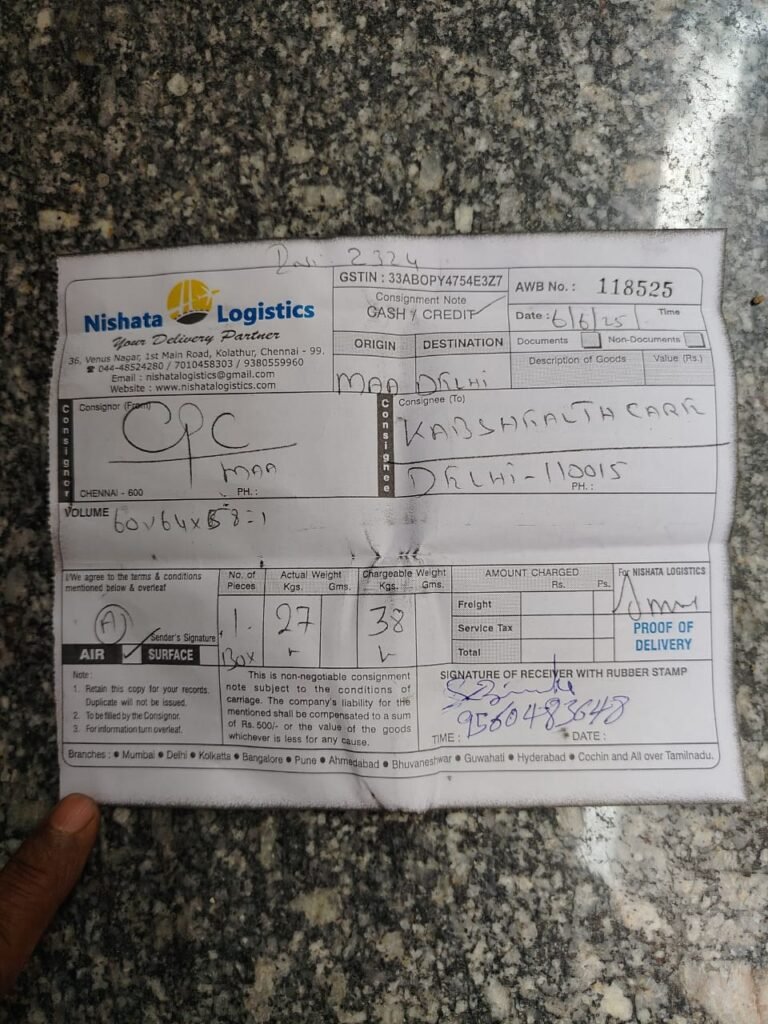 2324
GSTIN : 33ABOPY4754E3Z7
AWB No. : 118525
Nishata Logistics
Your Delivery Partner
36, Venus Nagar, 1st Main Road, Kolathur, Chennai - 99.
☎ 044-48524280 / 7010458303 / 9380559960
Email : nishatalogistics@gmail.com
Website : www.nishatalogistics.com
Consignment Note
CASH / CREDIT
Date : 6/6/25 Time
ORIGIN DESTINATION
MAA DELHI
Documents Non-Documents
Description of Goods Value (Rs.)
Consignor
Consignor (From)
CPC
MAA
CHENNAI - 600 PH. :
Consignee
Consignee (To)
KABSHEALTHCARE
DELHI - 110015
PH. :
VOLUME
60x64x58=1
I/We agree to the terms & conditions
mentioned below & overleaf
Sender's Signature
AIR ✓ SURFACE
No. of Pieces
1.
Box
Actual Weight
Kgs. Gms.
27
Chargeable Weight
Kgs. Gms.
38
AMOUNT CHARGED
Rs. Ps.
Freight
Service Tax
Total
For NISHATA LOGISTICS
PROOF OF
DELIVERY
Note :
1. Retain this copy for your records.
Duplicate will not be issued.
2. To be filled by the Consignor.
3. For information turn overleaf.
This is non-negotiable consignment
note subject to the conditions of
carriage. The company's liability for the
mentioned shall be compensated to a sum
of Rs. 500/- or the value of the goods
whichever is less for any cause.
SIGNATURE OF RECEIVER WITH RUBBER STAMP
9560483648
TIME : DATE :
Branches : ● Mumbai ● Delhi ● Kolkatta ● Bangalore ● Pune ● Ahmedabad ● Bhuvaneshwar ● Guwahati ● Hyderabad ● Cochin and All over Tamilnadu.